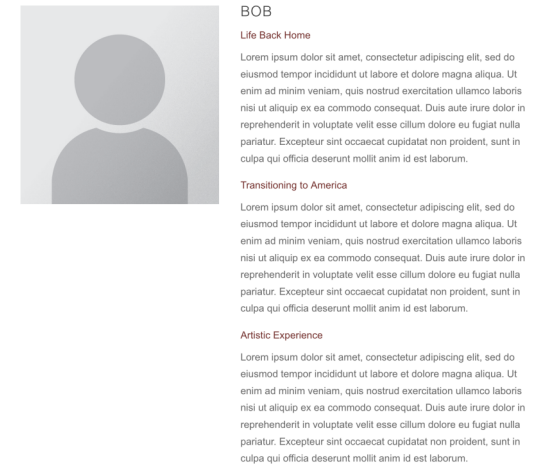 BOB
Life Back Home
Lorem ipsum dolor sit amet, consectetur adipiscing elit, sed do
eiusmod tempor incididunt ut labore et dolore magna aliqua. Ut
enim ad minim veniam, quis nostrud exercitation ullamco laboris
nisi ut aliquip ex ea commodo consequat. Duis aute irure dolor in
reprehenderit in voluptate velit esse cillum dolore eu fugiat nulla
pariatur. Excepteur sint occaecat cupidatat non proident, sunt in
culpa qui officia deserunt mollit anim id est laborum.
Transitioning to America
Lorem ipsum dolor sit amet, consectetur adipiscing elit, sed do
eiusmod tempor incididunt ut labore et dolore magna aliqua. Ut
enim ad minim veniam, quis nostrud exercitation ullamco laboris
nisi ut aliquip ex ea commodo consequat. Duis aute irure dolor in
reprehenderit in voluptate velit esse cillum dolore eu fugiat nulla
pariatur. Excepteur sint occaecat cupidatat non proident, sunt in
culpa qui officia deserunt mollit anim id est laborum.
Artistic Experience
Lorem ipsum dolor sit amet, consectetur adipiscing elit, sed do
eiusmod tempor incididunt ut labore et dolore magna aliqua. Ut
enim ad minim veniam, quis nostrud exercitation ullamco laboris
nisi ut aliquip ex ea commodo consequat. Duis aute irure dolor in
reprehenderit in voluptate velit esse cillum dolore eu fugiat nulla
pariatur. Excepteur sint occaecat cupidatat non proident, sunt in
culpa qui officia deserunt mollit anim id est laborum.